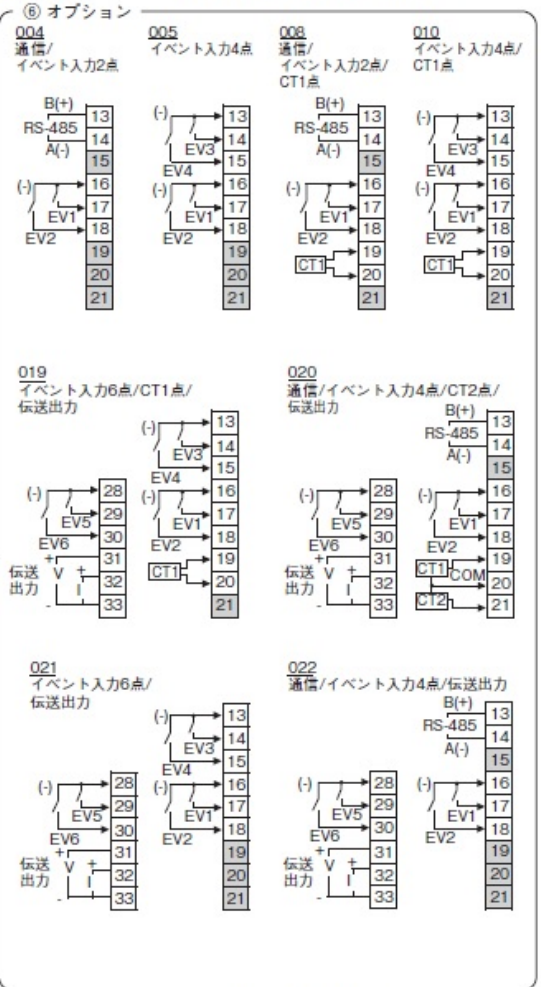 ⑥ オプション
004
通信/
イベント入力2点
B(+)
RS-485
A(-)
(-)
EV1
EV2
13
14
15
16
17
18
19
20
21
005
イベント入力4点
(-)
EV3
EV4
(-)
EV1
EV2
13
14
15
16
17
18
19
20
21
008
通信/
イベント入力2点/
CT1点
B(+)
RS-485
A(-)
(-)
EV1
EV2
CT1
13
14
15
16
17
18
19
20
21
010
イベント入力4点/
CT1点
(-)
EV3
EV4
(-)
EV1
EV2
CT1
13
14
15
16
17
18
19
20
21
019
イベント入力6点/CT1点/
伝送出力
(-)
EV5
EV6
+
V
+
I
-
伝送
出力
28
29
30
31
32
33
(-)
EV3
EV4
(-)
EV1
EV2
CT1
13
14
15
16
17
18
19
20
21
020
通信/イベント入力4点/CT2点/
伝送出力
(-)
EV5
EV6
+
V
+
I
-
伝送
出力
28
29
30
31
32
33
B(+)
RS-485
A(-)
(-)
EV1
EV2
CT1
COM
CT2
13
14
15
16
17
18
19
20
21
021
イベント入力6点/
伝送出力
(-)
EV5
EV6
+
V
+
I
-
伝送
出力
28
29
30
31
32
33
(-)
EV3
EV4
(-)
EV1
EV2
13
14
15
16
17
18
19
20
21
022
通信/イベント入力4点/伝送出力
(-)
EV5
EV6
+
V
+
I
-
伝送
出力
28
29
30
31
32
33
B(+)
RS-485
A(-)
(-)
EV1
EV2
13
14
15
16
17
18
19
20
21